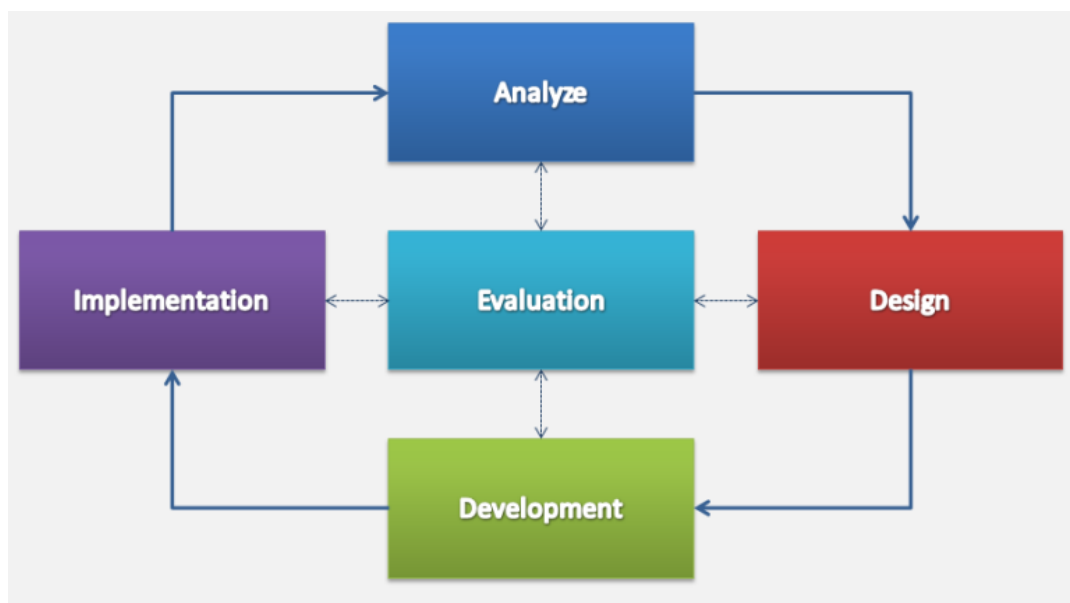 Analyze
Implementation
Evaluation
Design
Development